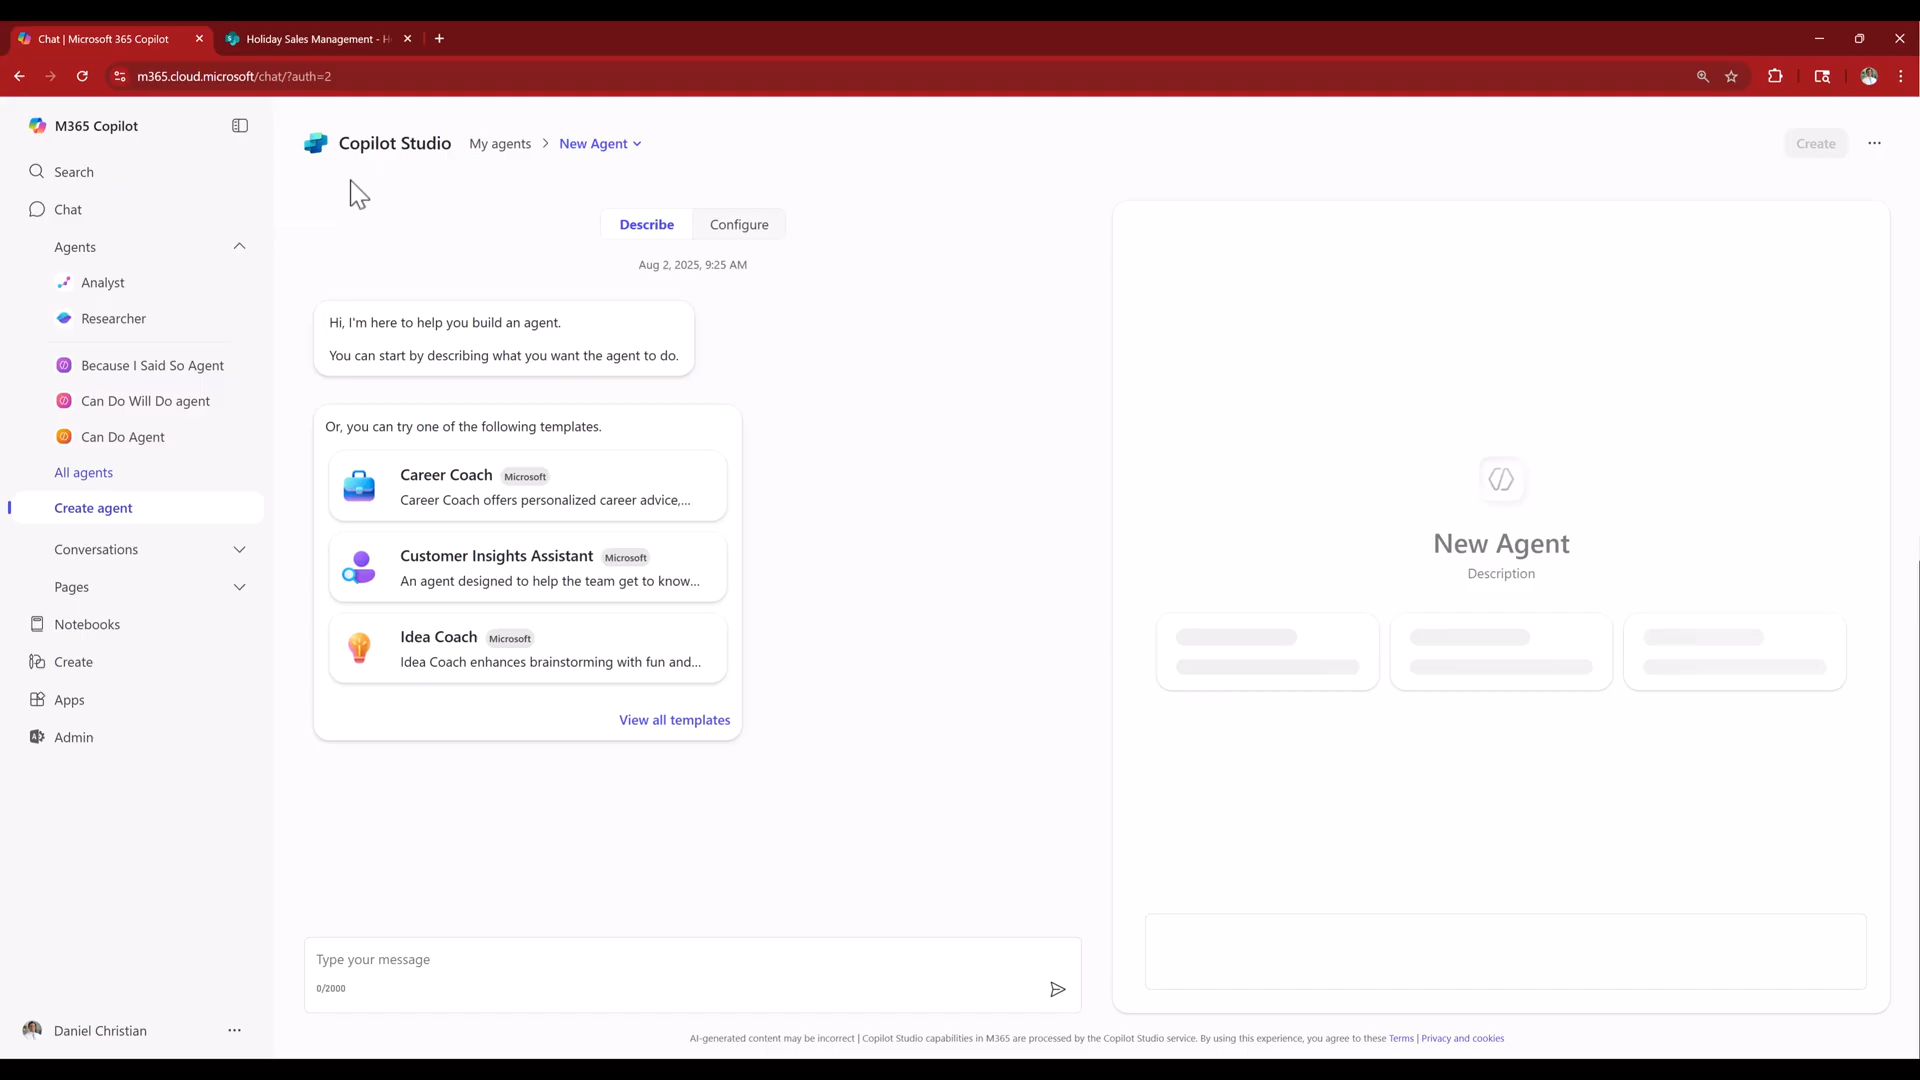 Chat | Microsoft 365 Copilot
Holiday Sales Management - H
m365.cloud.microsoft/chat/?auth=2
M365 Copilot
Search
Chat
Agents
Analyst
Researcher
Because I Said So Agent
Can Do Will Do agent
Can Do Agent
All agents
Create agent
Conversations
Pages
Notebooks
Create
Apps
Admin
Daniel Christian
Copilot Studio
My agents
New Agent
Create
Describe
Configure
Aug 2, 2025, 9:25 AM
Hi, I'm here to help you build an agent.
You can start by describing what you want the agent to do.
Or, you can try one of the following templates.
Career Coach Microsoft
Career Coach offers personalized career advice,...
Customer Insights Assistant Microsoft
An agent designed to help the team get to know...
Idea Coach Microsoft
Idea Coach enhances brainstorming with fun and...
View all templates
Type your message
0/2000
New Agent
Description
AI-generated content may be incorrect | Copilot Studio capabilities in M365 are processed by the Copilot Studio service. By using this experience, you agree to these Terms | Privacy and cookies